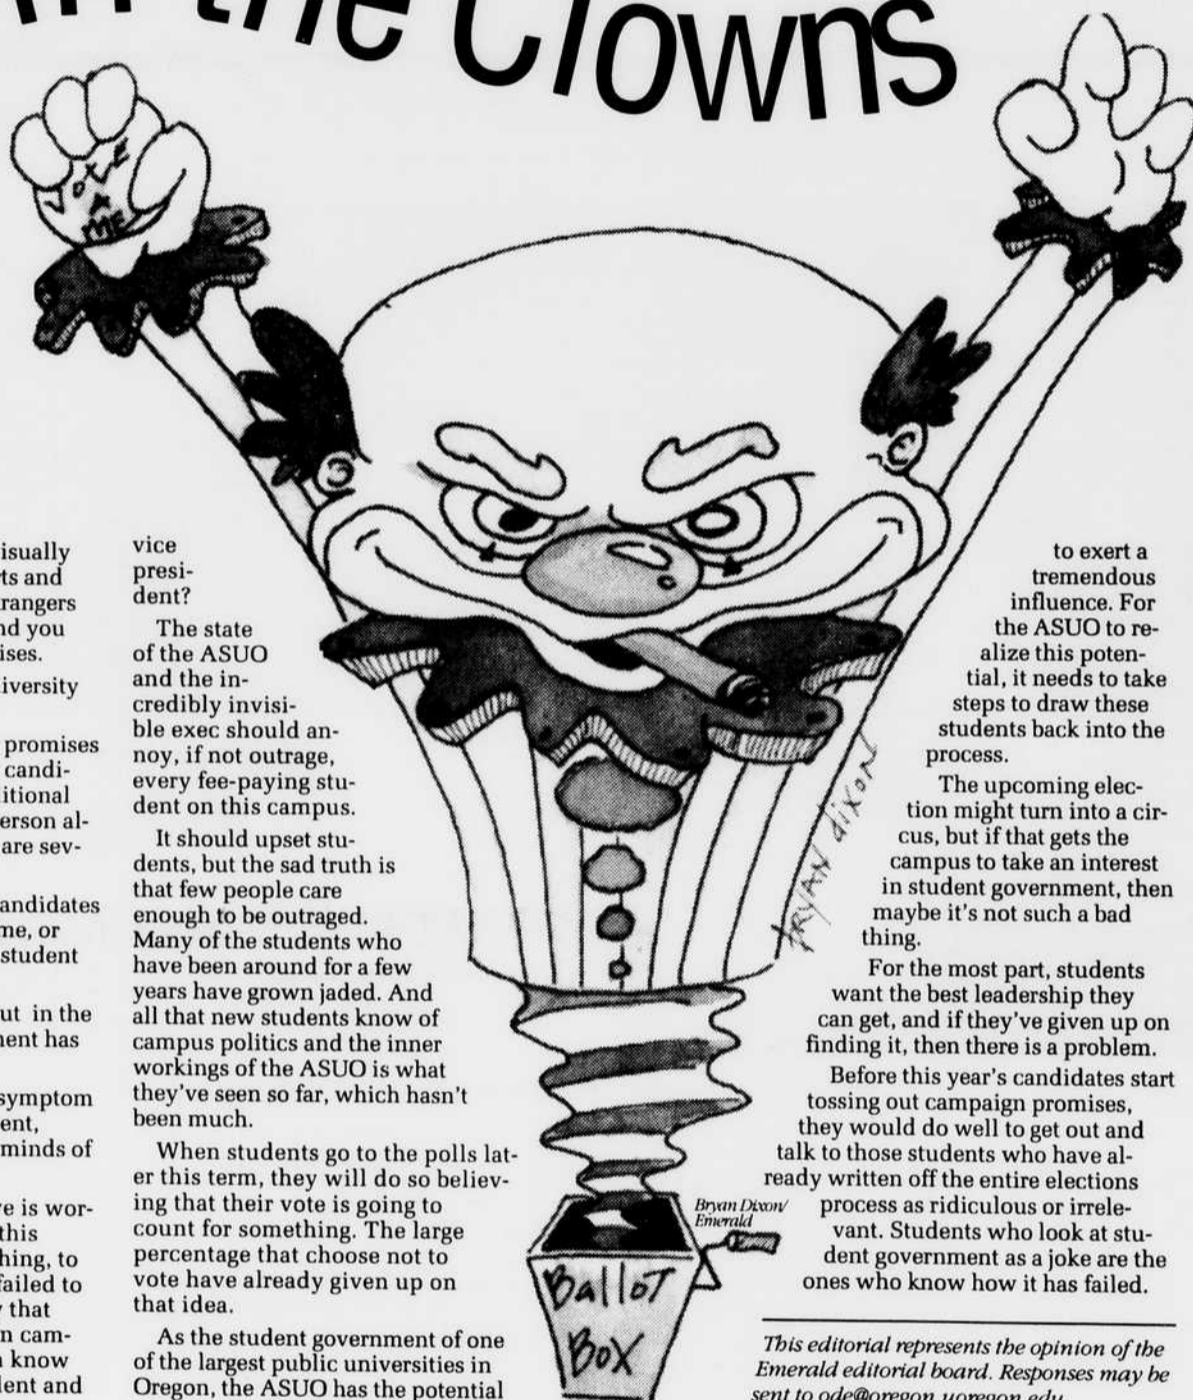 the Clowns
VOTE
4
ME
isually
ts and
rangers
nd you
ises.
iversity
promises
candi-
itional
erson al-
are sev-
andidates
me, or
student
ut in the
ent has
symptom
ent,
minds of
e is wor-
this
hing, to
failed to
that
n cam-
know
lent and
vice
presi-
dent?
The state
of the ASUO
and the in-
credibly invisi-
ble exec should an-
noy, if not outrage,
every fee-paying stu-
dent on this campus.
It should upset stu-
dents, but the sad truth is
that few people care
enough to be outraged.
Many of the students who
have been around for a few
years have grown jaded. And
all that new students know of
campus politics and the inner
workings of the ASUO is what
they've seen so far, which hasn't
been much.
When students go to the polls lat-
er this term, they will do so believ-
ing that their vote is going to
count for something. The large
percentage that choose not to
vote have already given up on
that idea.
As the student government of one
of the largest public universities in
Oregon, the ASUO has the potential
to exert a
tremendous
influence. For
the ASUO to re-
alize this poten-
tial, it needs to take
steps to draw these
students back into the
process.
The upcoming elec-
tion might turn into a cir-
cus, but if that gets the
campus to take an interest
in student government, then
maybe it's not such a bad
thing.
For the most part, students
want the best leadership they
can get, and if they've given up on
finding it, then there is a problem.
Before this year's candidates start
tossing out campaign promises,
they would do well to get out and
talk to those students who have al-
ready written off the entire elections
process as ridiculous or irrele-
vant. Students who look at stu-
dent government as a joke are the
ones who know how it has failed.
This editorial represents the opinion of the
Emerald editorial board. Responses may be
sent to ode@oregon.uoregon.edu
BRYAN dixon
Bryan Dixon/
Emerald
BalloT
Box